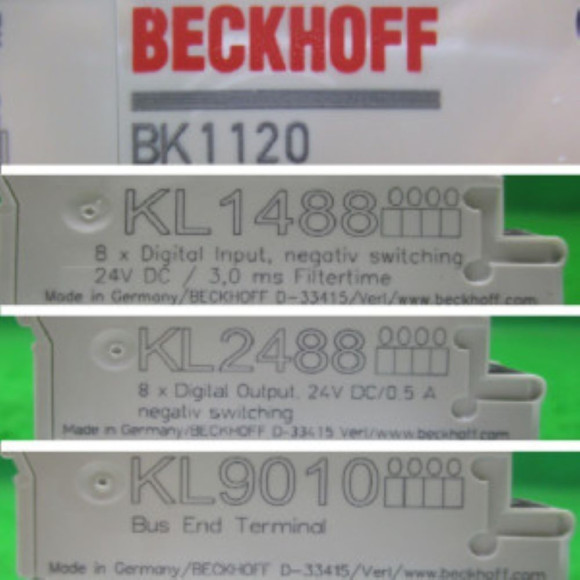 BECKHOFF
BK1120
KL1488 0000
8 x Digital Input, negativ switching
24V DC / 3,0 ms Filtertime
Made in Germany/BECKHOFF D-33415/Verl/www.beckhoff.com
KL2488 0000
8 x Digital Output, 24V DC/0.5 A
negativ switching
Made in Germany/BECKHOFF D-33415 Verl/www.beckhoff.com
KL9010 0000
Bus End Terminal
Made in Germany/BECKHOFF D-33415/Verl/www.beckhoff.com